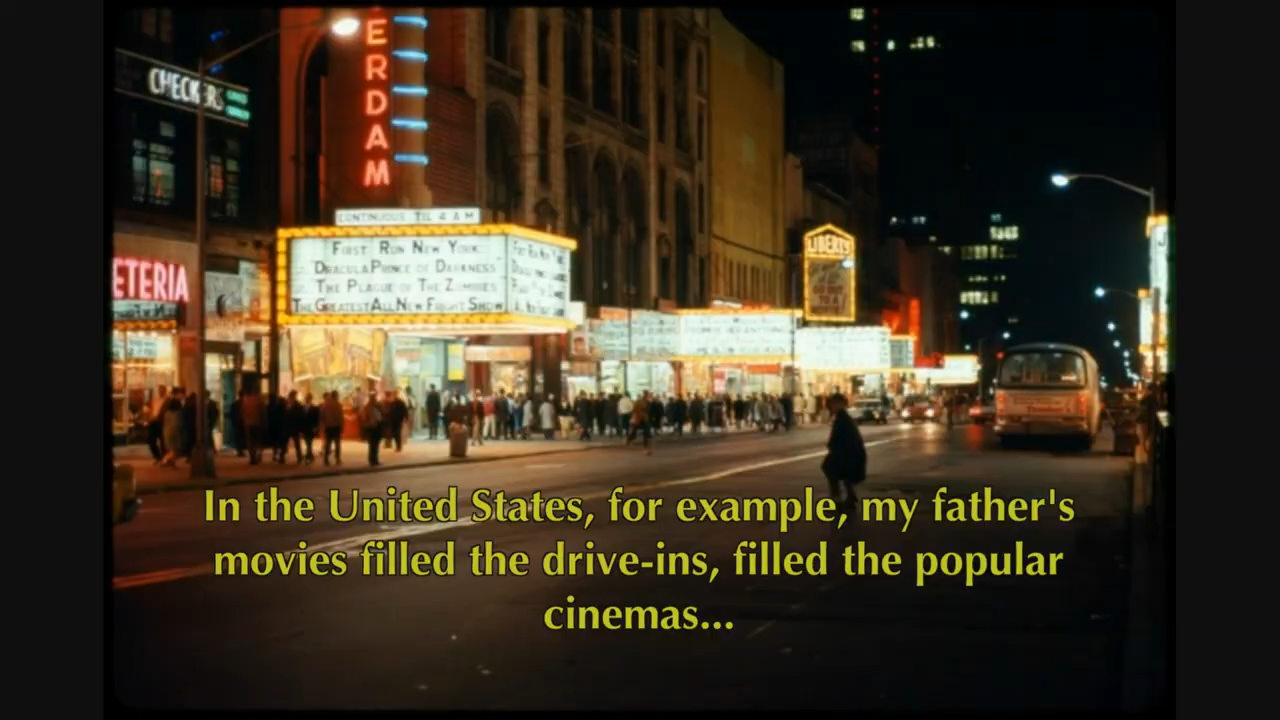 ERDAM
CHECKERS
CONTINUOUS TIL 4 A M
FIRST RUN NEW YORK
DRACULA PRINCE OF DARKNESS
THE PLAGUE OF THE ZOMBIES
THE GREATEST ALL NEW FRIGHT SHOW
ETERIA
LIBERTY
In the United States, for example, my father's
movies filled the drive-ins, filled the popular
cinemas...